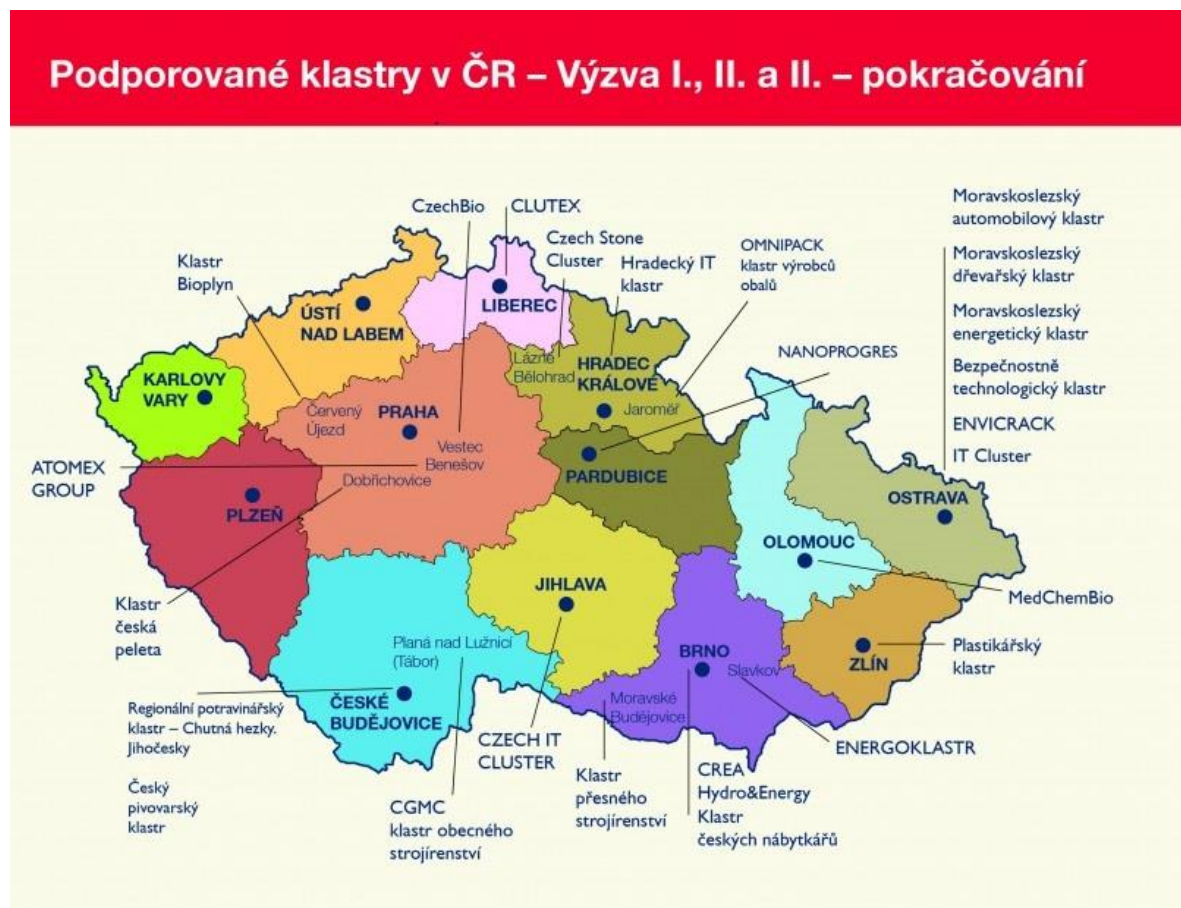 Podporované klastry v ČR – Výzva I., II. a II. – pokračování
CzechBio
CLUTEX
Czech Stone
Cluster
Hradecký IT
klastr
OMNIPACK
klastr výrobců
obalů
Moravskoslezský
automobilový klastr
Moravskoslezský
dřevařský klastr
Moravskoslezský
energetický klastr
Bezpečnostně
technologický klastr
ENVICRACK
IT Cluster
Klastr
Bioplyn
NANOPROGRES
ÚSTÍ
NAD LABEM
LIBEREC
KARLOVY
VARY
Lázně
Bělohrad
HRADEC
KRÁLOVÉ
Jaroměř
Červený
Újezd
PRAHA
Vestec
Benešov
Dobřichovice
ATOMEX
GROUP
PLZEŇ
PARDUBICE
OSTRAVA
OLOMOUC
MedChemBio
JIHLAVA
Klastr
česká
peleta
Planá nad Lužnicí
(Tábor)
BRNO
Slavkov
ZLÍN
Plastikářský
klastr
ČESKÉ
BUDĚJOVICE
Moravské
Budějovice
Regionální potravinářský
klastr – Chutná hezky.
Jihočesky
Český
pivovarský
klastr
CZECH IT
CLUSTER
ENERGOKLASTR
CGMC
klastr obecného
strojírenství
Klastr
přesného
strojírenství
CREA
Hydro&Energy
Klastr
českých nábytkářů